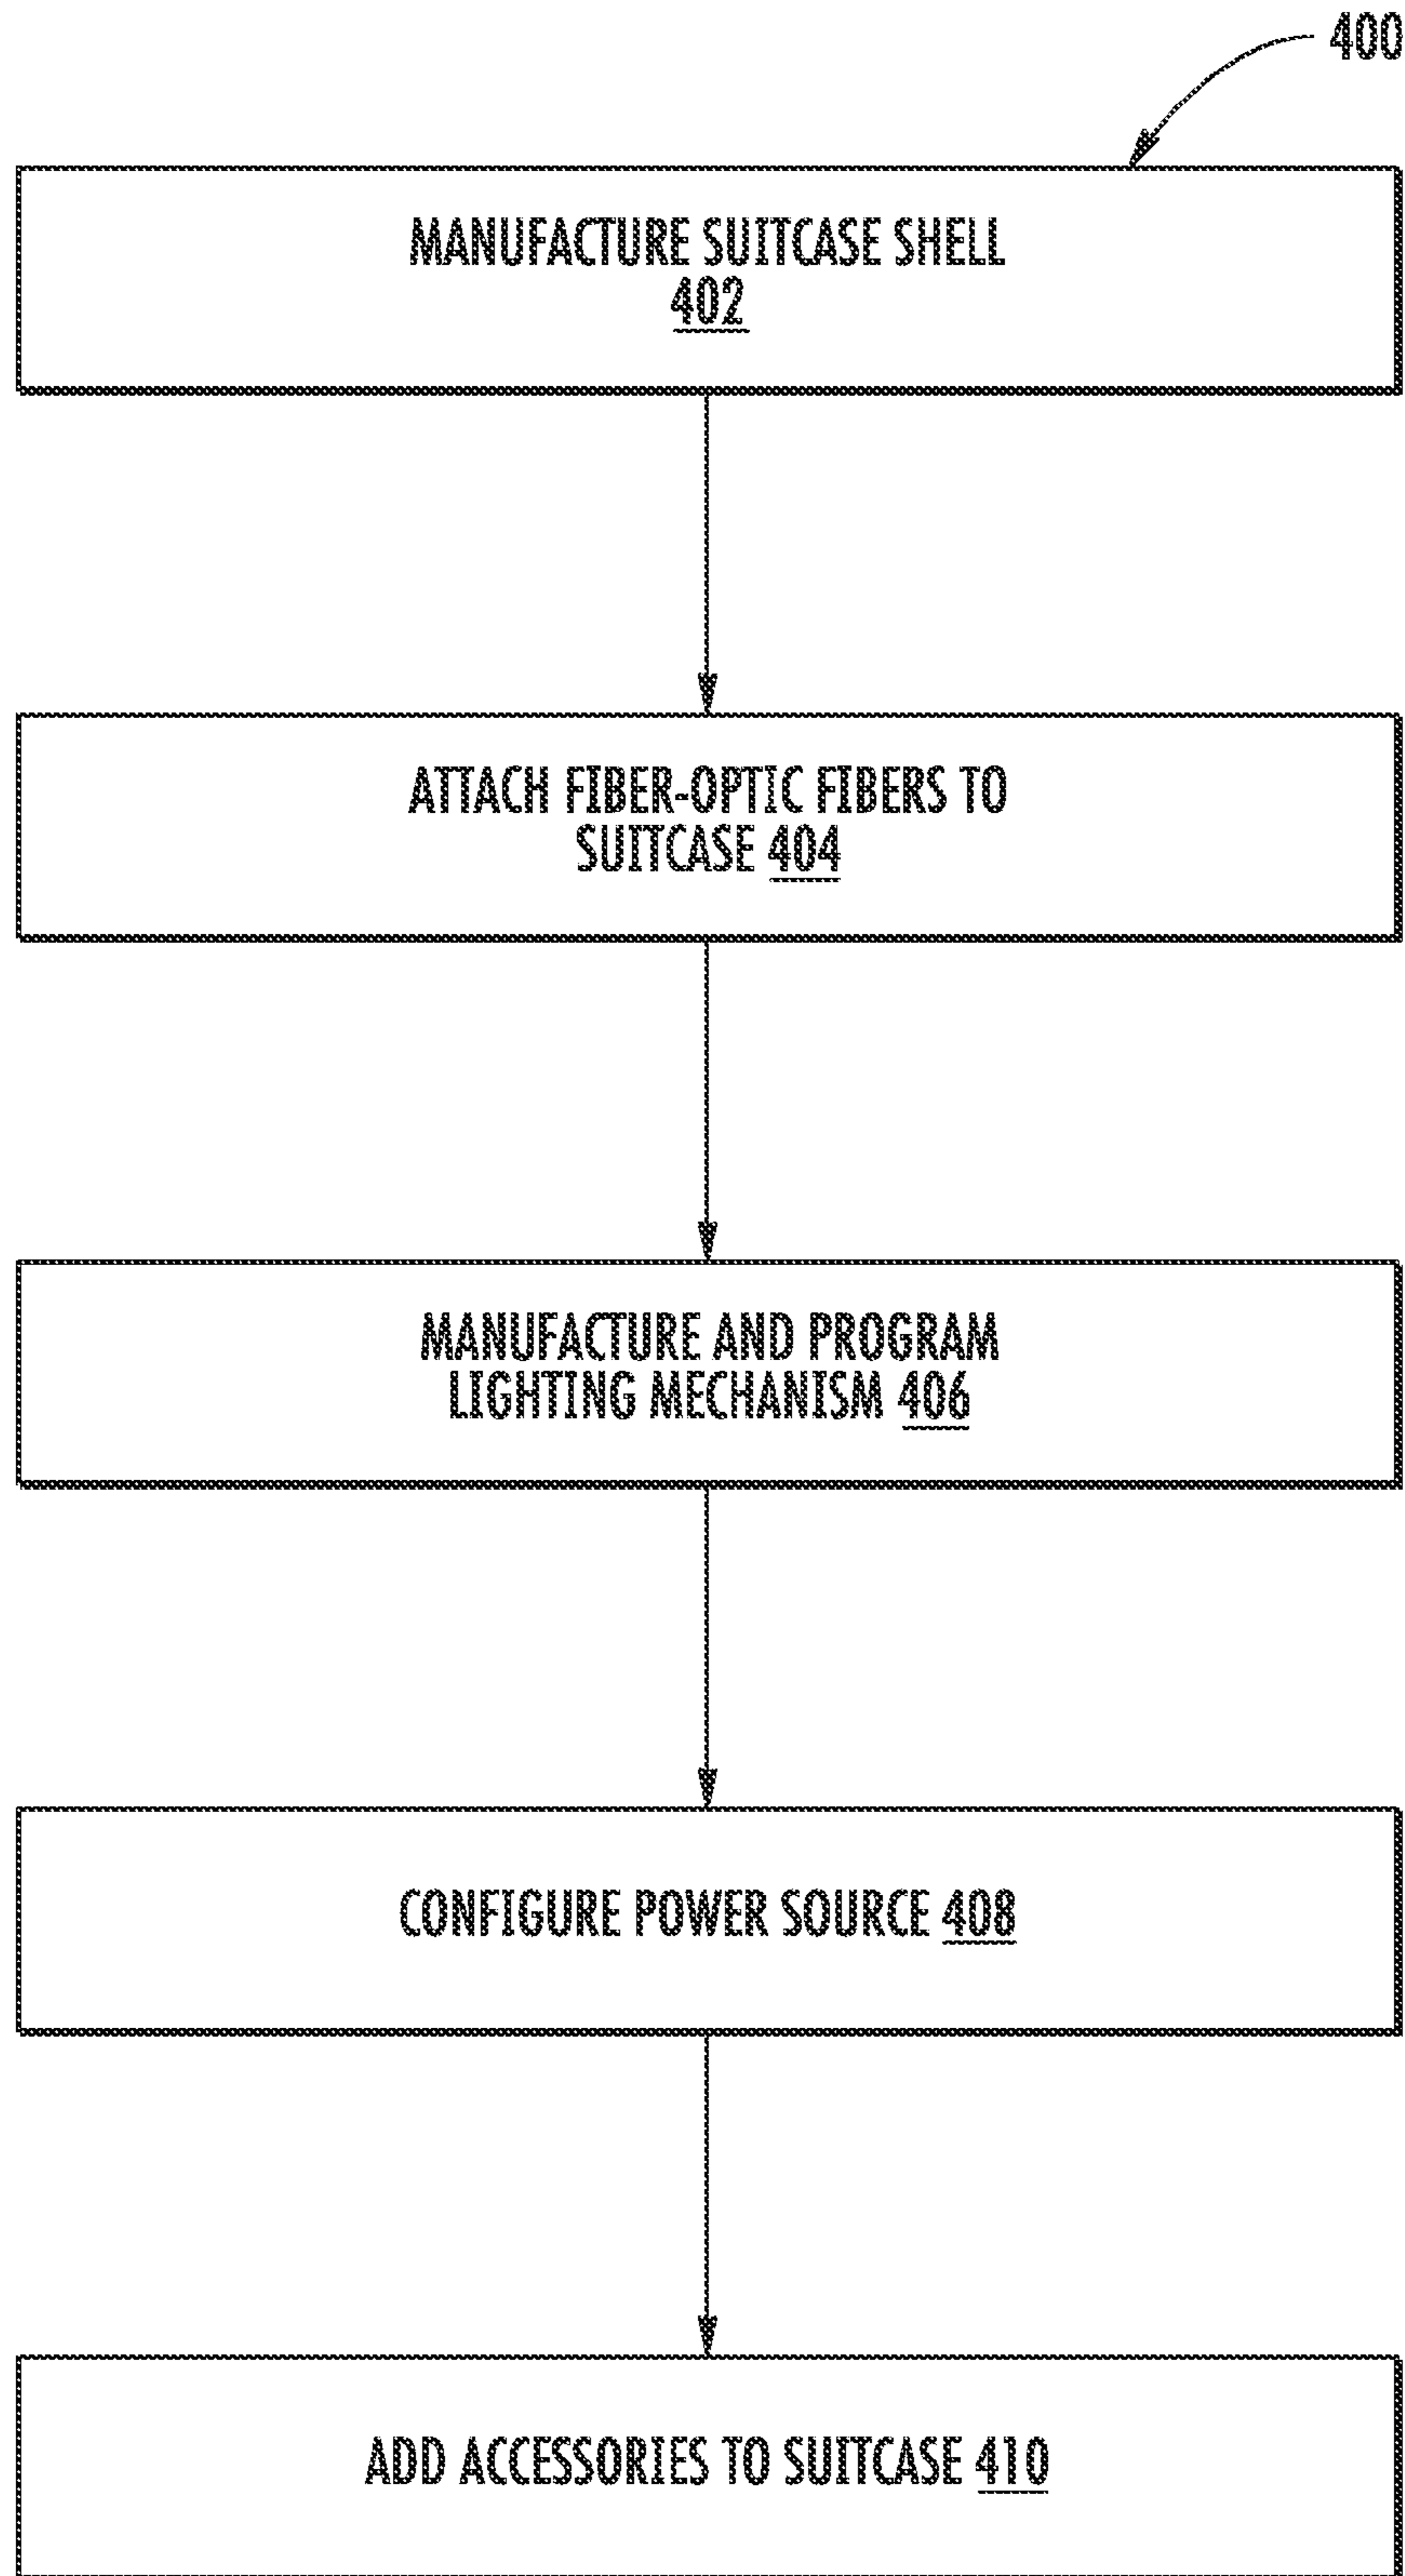 400
MANUFACTURE SUITCASE SHELL
402
ATTACH FIBER-OPTIC FIBERS TO
SUITCASE 404
MANUFACTURE AND PROGRAM
LIGHTING MECHANISM 406
CONFIGURE POWER SOURCE 408
ADD ACCESSORIES TO SUITCASE 410